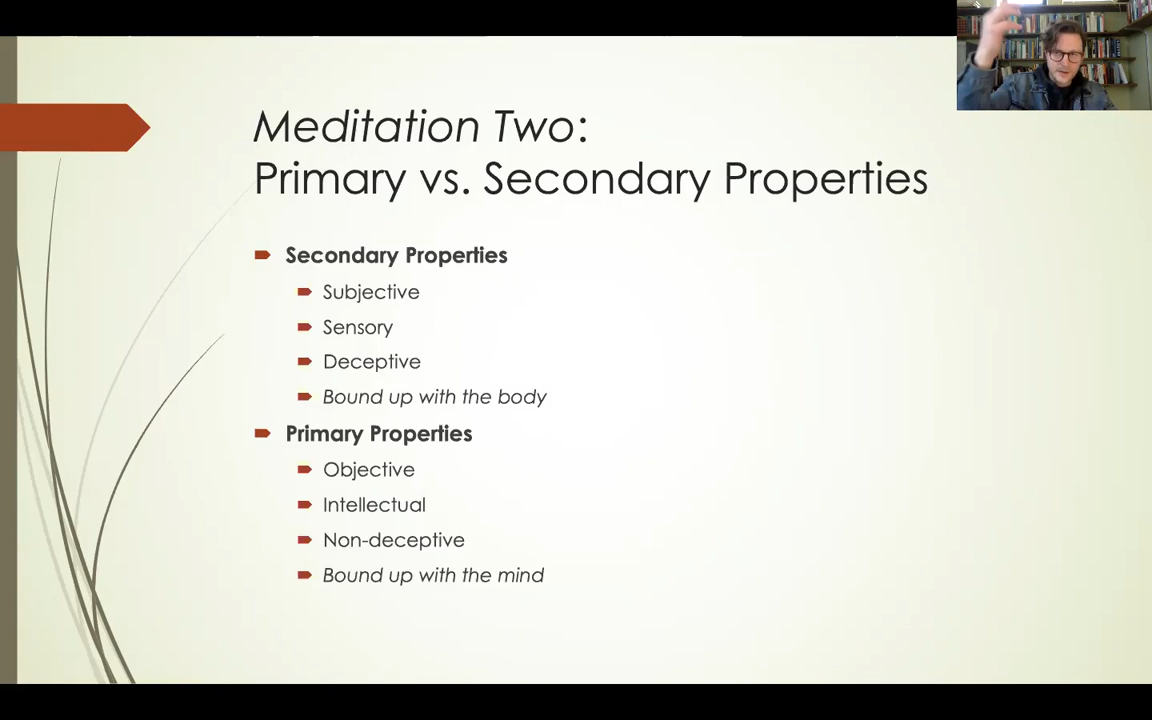 Meditation Two:
Primary vs. Secondary Properties
Secondary Properties
Subjective
Sensory
Deceptive
Bound up with the body
Primary Properties
Objective
Intellectual
Non-deceptive
Bound up with the mind